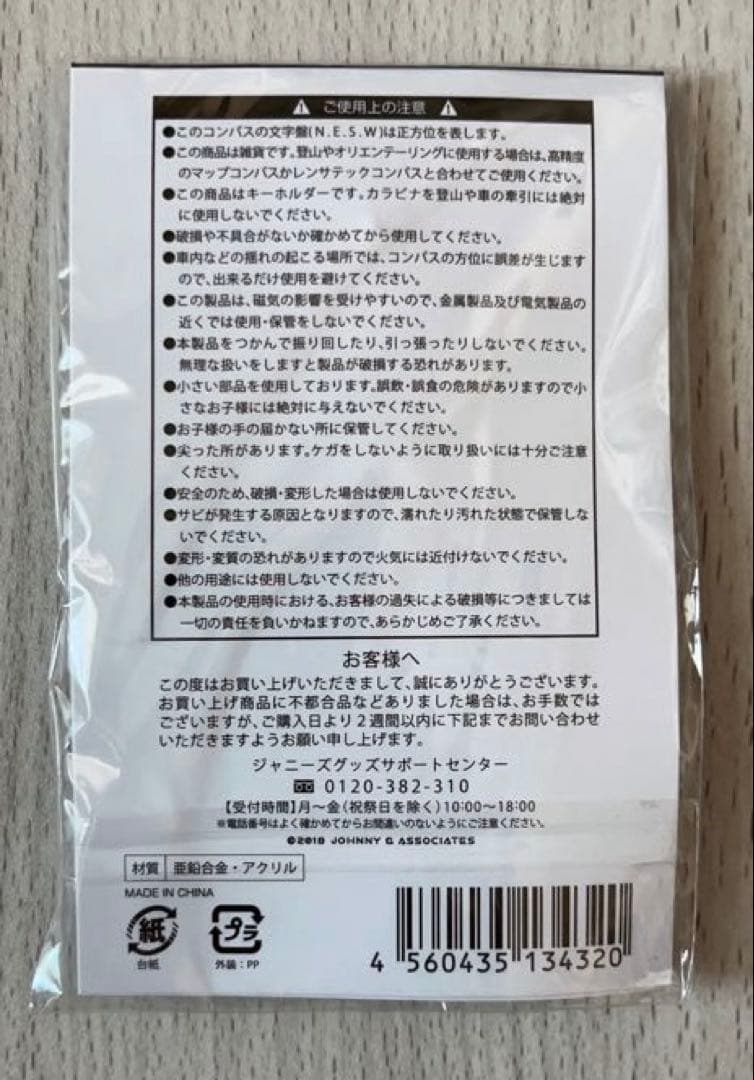 ⚠ ご使用上の注意 ⚠
●このコンパスの文字盤(N.E.S.W)は正方位を表します。
●この商品は雑貨です。登山やオリエンテーリングに使用する場合は、高精度
のマップコンパスかレンサテックコンパスと合わせてご使用ください。
●この商品はキーホルダーです。カラビナを登山や車の牽引には絶対
に使用しないでください。
●破損や不具合がないか確かめてから使用してください。
●車内などの揺れの起こる場所では、コンパスの方位に誤差が生じます
ので、出来るだけ使用を避けてください。
●この製品は、磁気の影響を受けやすいので、金属製品及び電気製品の
近くでは使用・保管をしないでください。
●本製品をつかんで振り回したり、引っ張ったりしないでください。
無理な扱いをしますと製品が破損する恐れがあります。
●小さい部品を使用しております。誤飲・誤食の危険がありますので小
さなお子様には絶対に与えないでください。
●お子様の手の届かない所に保管してください。
●尖った所があります。ケガをしないように取り扱いには十分ご注意
ください。
●安全のため、破損・変形した場合は使用しないでください。
●サビが発生する原因となりますので、濡れたり汚れた状態で保管しな
いでください。
●変形・変質の恐れがありますので火気には近付けないでください。
●他の用途には使用しないでください。
●本製品の使用時における、お客様の過失による破損等につきましては
一切の責任を負いかねますので、あらかじめご了承ください。
お客様へ
この度はお買い上げいただきまして、誠にありがとうございます。
お買い上げ商品に不都合品などありました場合は、お手数では
ございますが、ご購入日より2週間以内に下記までお問い合わせ
いただきますようお願い申し上げます。
ジャニーズグッズサポートセンター
0120-382-310
【受付時間】月〜金(祝祭日を除く)10:00〜18:00
※電話番号はよく確かめてからお間違いのないようにご注意ください。
©2018 JOHNNY & ASSOCIATES
材質 亜鉛合金・アクリル
MADE IN CHINA
紙 プラ
台紙 外装:PP
4 560435 134320